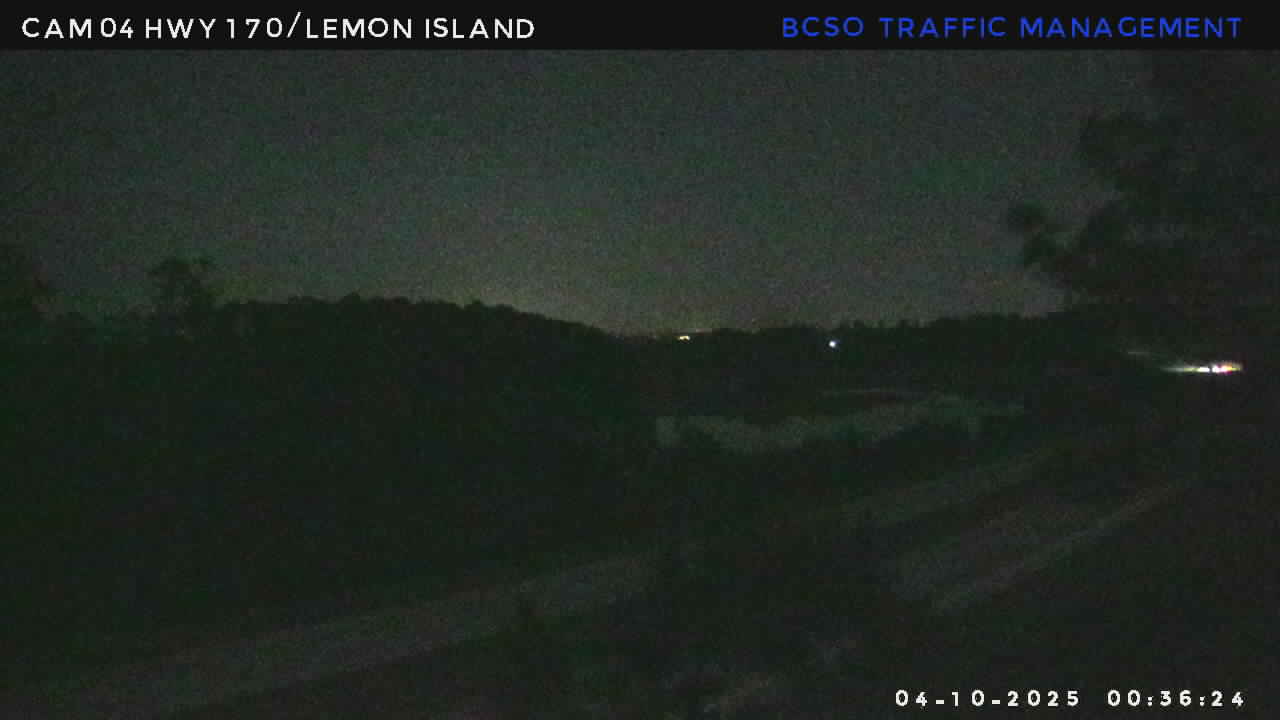 CAM04 HWY 170/LEMON ISLAND
BCSO TRAFFIC MANAGEMENT
04-10-2025 00:36:24